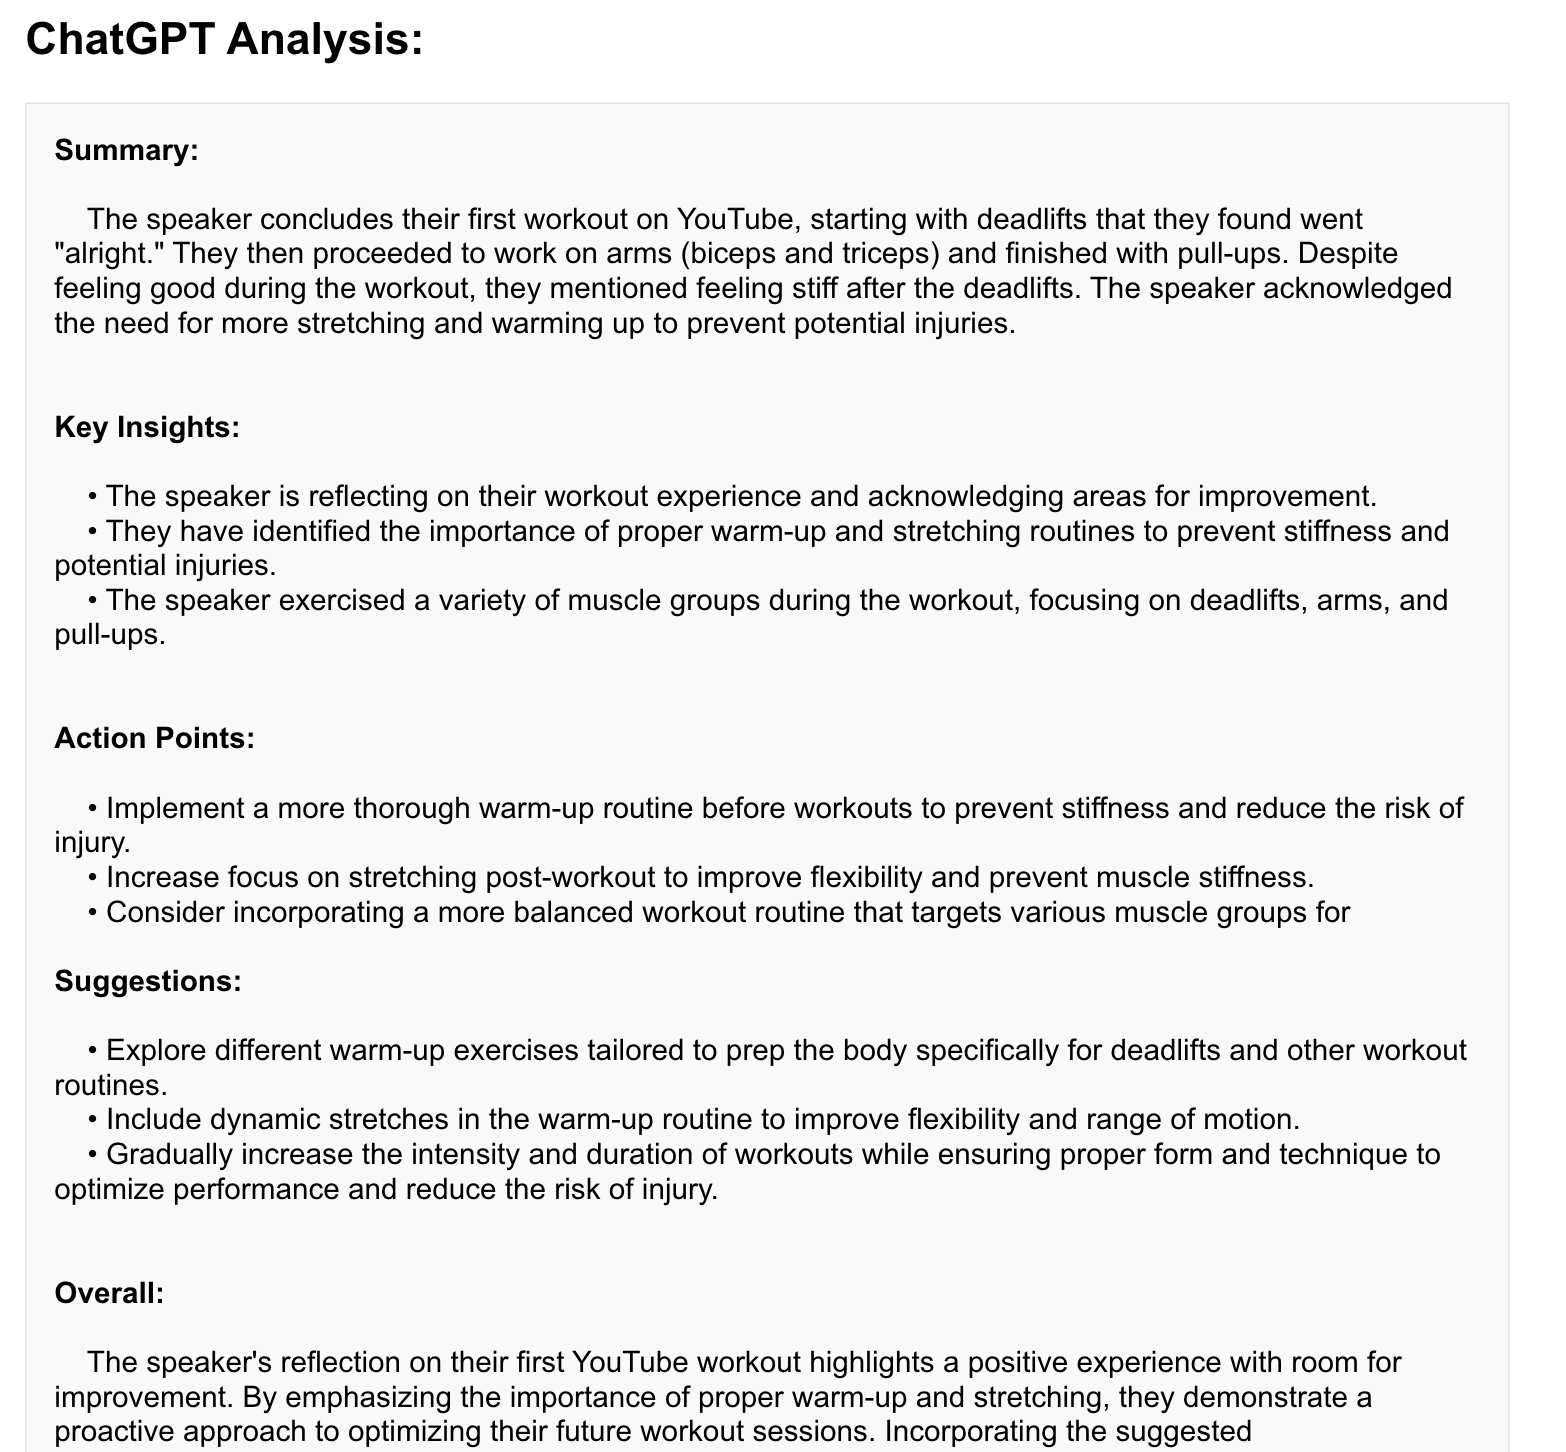 ChatGPT Analysis:
Summary:
The speaker concludes their first workout on YouTube, starting with deadlifts that they found went
"alright." They then proceeded to work on arms (biceps and triceps) and finished with pull-ups. Despite
feeling good during the workout, they mentioned feeling stiff after the deadlifts. The speaker acknowledged
the need for more stretching and warming up to prevent potential injuries.
Key Insights:
• The speaker is reflecting on their workout experience and acknowledging areas for improvement.
• They have identified the importance of proper warm-up and stretching routines to prevent stiffness and
potential injuries.
• The speaker exercised a variety of muscle groups during the workout, focusing on deadlifts, arms, and
pull-ups.
Action Points:
• Implement a more thorough warm-up routine before workouts to prevent stiffness and reduce the risk of
injury.
• Increase focus on stretching post-workout to improve flexibility and prevent muscle stiffness.
• Consider incorporating a more balanced workout routine that targets various muscle groups for
Suggestions:
• Explore different warm-up exercises tailored to prep the body specifically for deadlifts and other workout
routines.
• Include dynamic stretches in the warm-up routine to improve flexibility and range of motion.
• Gradually increase the intensity and duration of workouts while ensuring proper form and technique to
optimize performance and reduce the risk of injury.
Overall:
The speaker's reflection on their first YouTube workout highlights a positive experience with room for
improvement. By emphasizing the importance of proper warm-up and stretching, they demonstrate a
proactive approach to optimizing their future workout sessions. Incorporating the suggested